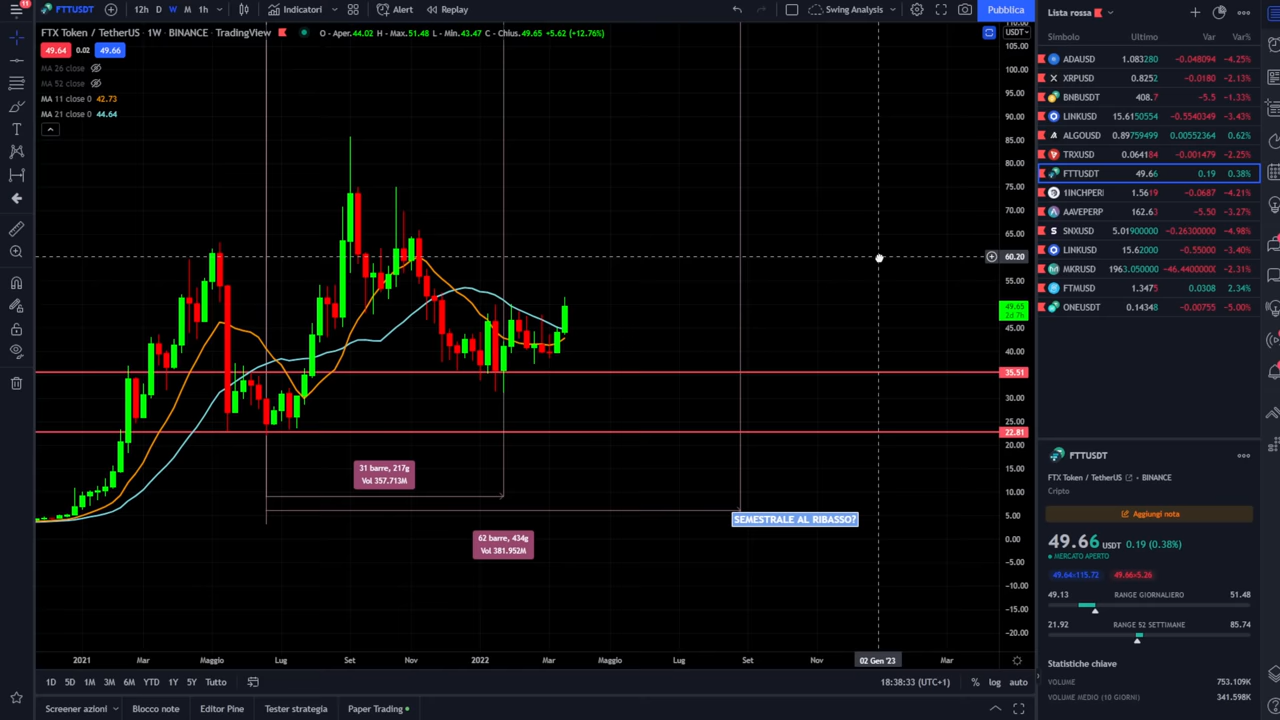 11
FTTUSDT
12h D W M 1h
Indicatori
Alert
Replay
Swing Analysis
Pubblica
Lista rossa
FTX Token / TetherUS · 1W · BINANCE · TradingView
O - Aper.44.02 H - Max.51.48 L - Min.43.47 C - Chius.49.65 +5.62 (+12.76%)
USDT
49.64 0.02 49.66
MA 26 close
MA 52 close
MA 11 close 0 42.73
MA 21 close 0 44.64
110.00
105.00
100.00
95.00
90.00
85.00
80.00
75.00
70.00
65.00
60.20
55.00
49.65
2d 7h
45.00
40.00
35.51
30.00
25.00
22.81
20.00
15.00
10.00
5.00
0.00
−5.00
−10.00
−15.00
−20.00
31 barre, 217g
Vol 357.713M
62 barre, 434g
Vol 381.952M
SEMESTRALE AL RIBASSO?
2021 Mar Maggio Lug Set Nov 2022 Mar Maggio Lug Set Nov 02 Gen '23 Mar
1D 5D 1M 3M 6M YTD 1Y 5Y Tutto
18:38:33 (UTC+1) % log auto
Screener azioni Blocco note Editor Pine Tester strategia Paper Trading
Simbolo Ultimo Var Var%
ADAUSD 1.083280 −0.048094 −4.25%
XRPUSD 0.8252 −0.0180 −2.13%
BNBUSDT 408.7 −5.5 −1.33%
LINKUSD 15.6150554 −0.5540349 −3.43%
ALGOUSD 0.89759499 0.00552364 0.62%
TRXUSD 0.064184 −0.001479 −2.25%
FTTUSDT 49.66 0.19 0.38%
1INCHPERP 1.5619 −0.0687 −4.21%
AAVEPERP 162.63 −5.50 −3.27%
SNXUSD 5.01900000 −0.26300000 −4.98%
LINKUSD 15.62000 −0.55000 −3.40%
MKRUSD 1963.050000 −46.4400000 −2.31%
FTMUSD 1.3475 0.0308 2.34%
ONEUSDT 0.14348 −0.00755 −5.00%
FTTUSDT
FTX Token / TetherUS · BINANCE
Cripto
Aggiungi nota
49.66 USDT 0.19 (0.38%)
MERCATO APERTO
49.64×115.72 49.66×5.26
49.13 RANGE GIORNALIERO 51.48
21.92 RANGE 52 SETTIMANE 85.74
Statistiche chiave
VOLUME 753.109K
VOLUME MEDIO (10 GIORNI) 341.598K